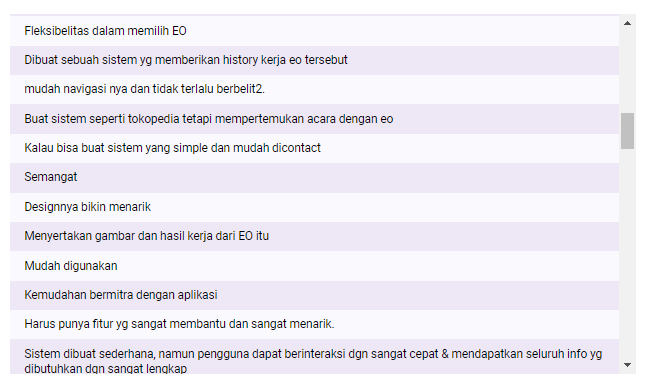 Fleksibelitas dalam memilih EO
Dibuat sebuah sistem yg memberikan history kerja eo tersebut
mudah navigasi nya dan tidak terlalu berbelit2.
Buat sistem seperti tokopedia tetapi mempertemukan acara dengan eo
Kalau bisa buat sistem yang simple dan mudah dicontact
Semangat
Designnya bikin menarik
Menyertakan gambar dan hasil kerja dari EO itu
Mudah digunakan
Kemudahan bermitra dengan aplikasi
Harus punya fitur yg sangat membantu dan sangat menarik.
Sistem dibuat sederhana, namun pengguna dapat berinteraksi dgn sangat cepat & mendapatkan seluruh info yg
dibutuhkan dgn sangat lengkap